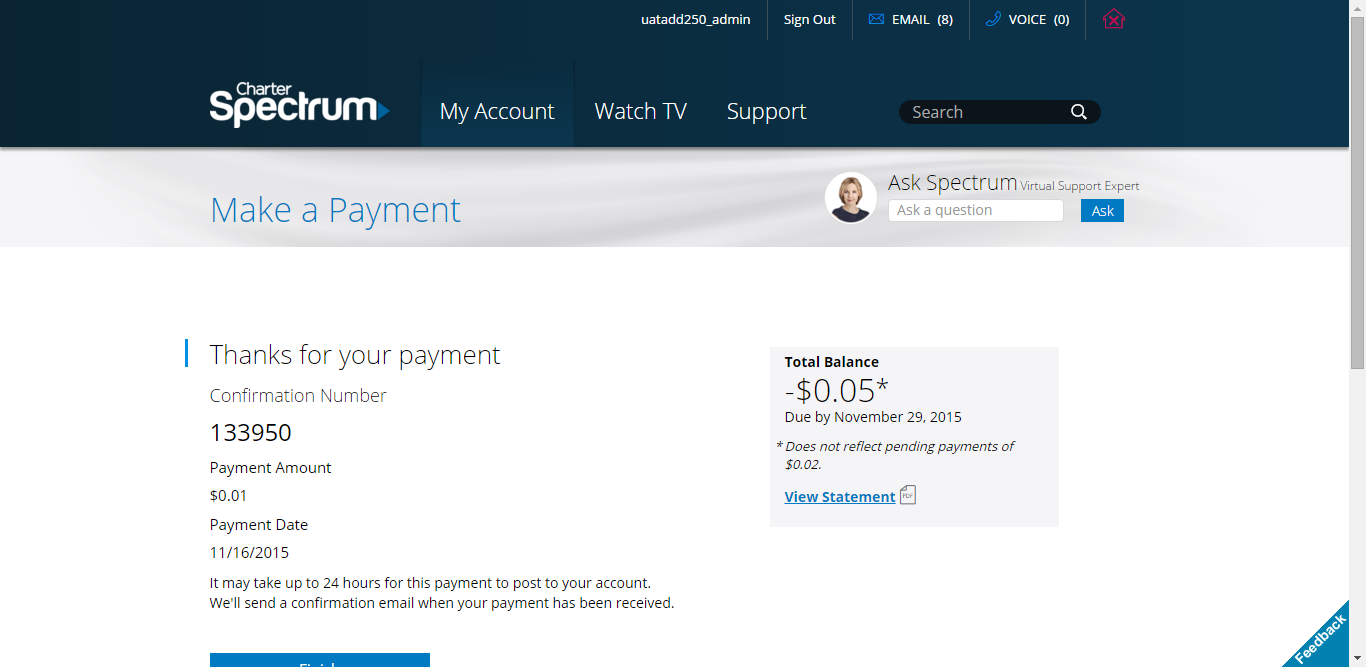 uatadd250_admin
Sign Out
EMAIL (8)
VOICE (0)
Charter
Spectrum
My Account
Watch TV
Support
Search
Make a Payment
Ask Spectrum Virtual Support Expert
Ask a question
Ask
Thanks for your payment
Confirmation Number
133950
Payment Amount
$0.01
Payment Date
11/16/2015
It may take up to 24 hours for this payment to post to your account.
We'll send a confirmation email when your payment has been received.
Total Balance
-$0.05*
Due by November 29, 2015
* Does not reflect pending payments of
$0.02.
View Statement
PDF
Feedback